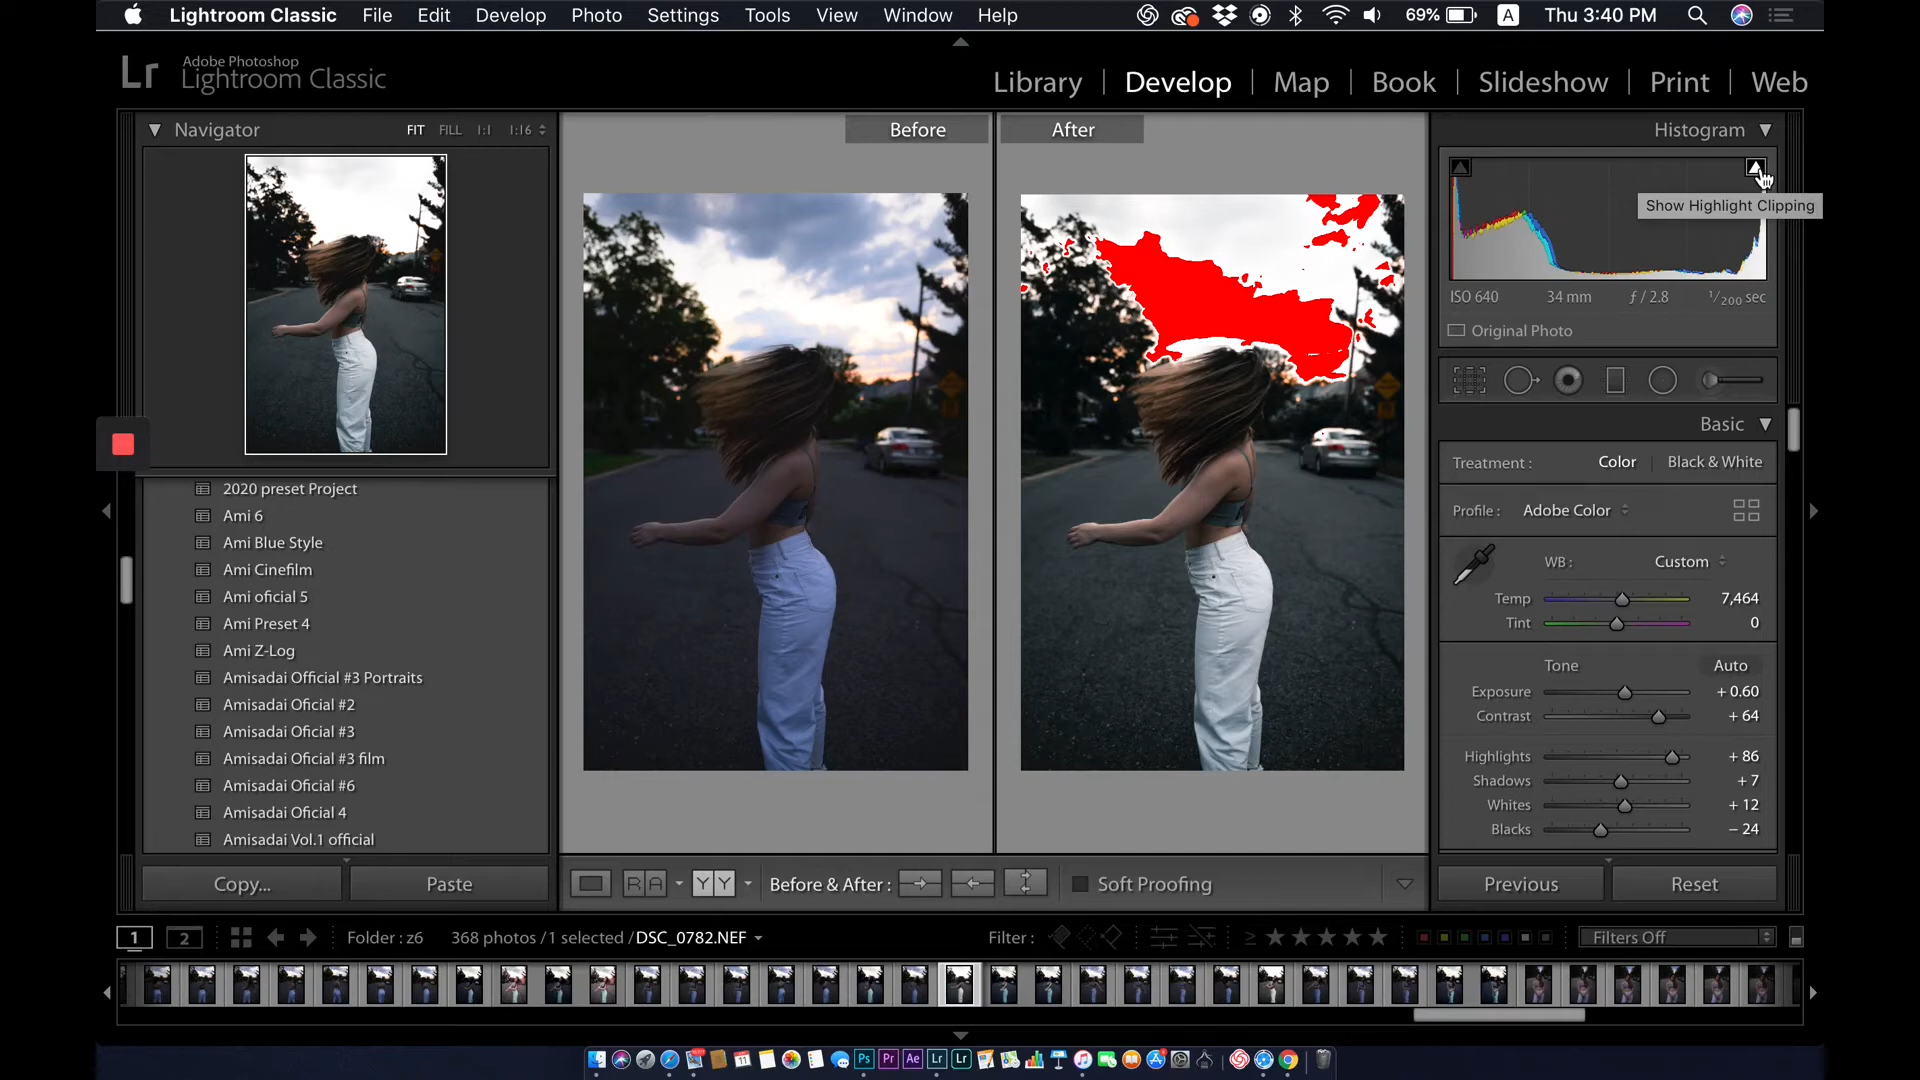 Lightroom Classic File Edit Develop Photo Settings Tools View Window Help 69% A Thu 3:40 PM
Lr Adobe Photoshop
Lightroom Classic
Library | Develop | Map | Book | Slideshow | Print | Web
Navigator FIT FILL 1:1 1:16
Before After
Histogram
Show Highlight Clipping
ISO 640 34 mm ƒ / 2.8 1/200 sec
Original Photo
Basic
Treatment : Color | Black & White
Profile : Adobe Color
WB : Custom
Temp 7,464
Tint 0
Tone Auto
Exposure + 0.60
Contrast + 64
Highlights + 86
Shadows + 7
Whites + 12
Blacks – 24
2020 preset Project
Ami 6
Ami Blue Style
Ami Cinefilm
Ami oficial 5
Ami Preset 4
Ami Z-Log
Amisadai Official #3 Portraits
Amisadai Oficial #2
Amisadai Oficial #3
Amisadai Oficial #3 film
Amisadai Oficial #6
Amisadai Oficial 4
Amisadai Vol.1 official
Copy... Paste
R A Y Y Before & After : Soft Proofing
Previous Reset
1 2 Folder : z6 368 photos / 1 selected / DSC_0782.NEF Filter : ≥ Filters Off
Ps Pr Ae Lr Lr